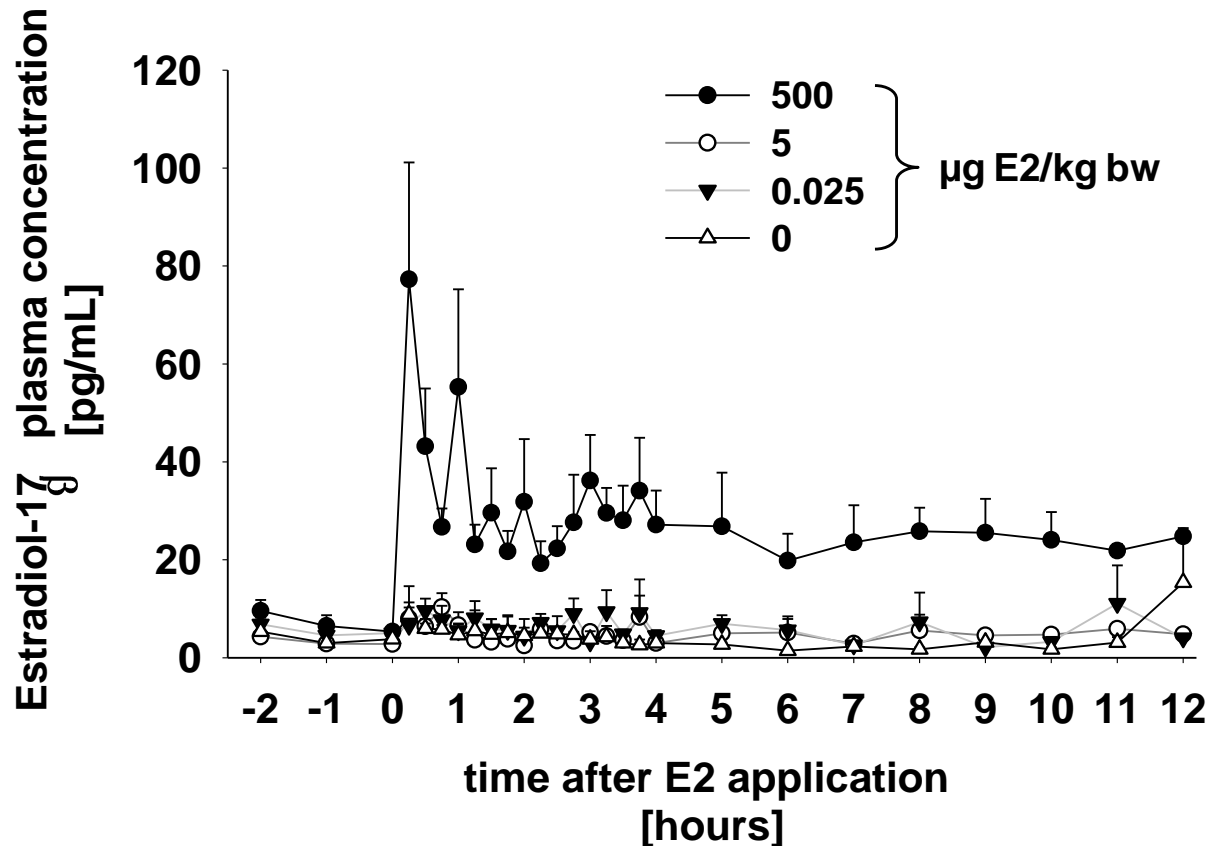 Estradiol-17β plasma concentration
[pg/mL]
120
100
80
60
40
20
0
500
5
0.025
0
µg E2/kg bw
-2 -1 0 1 2 3 4 5 6 7 8 9 10 11 12
time after E2 application
[hours]